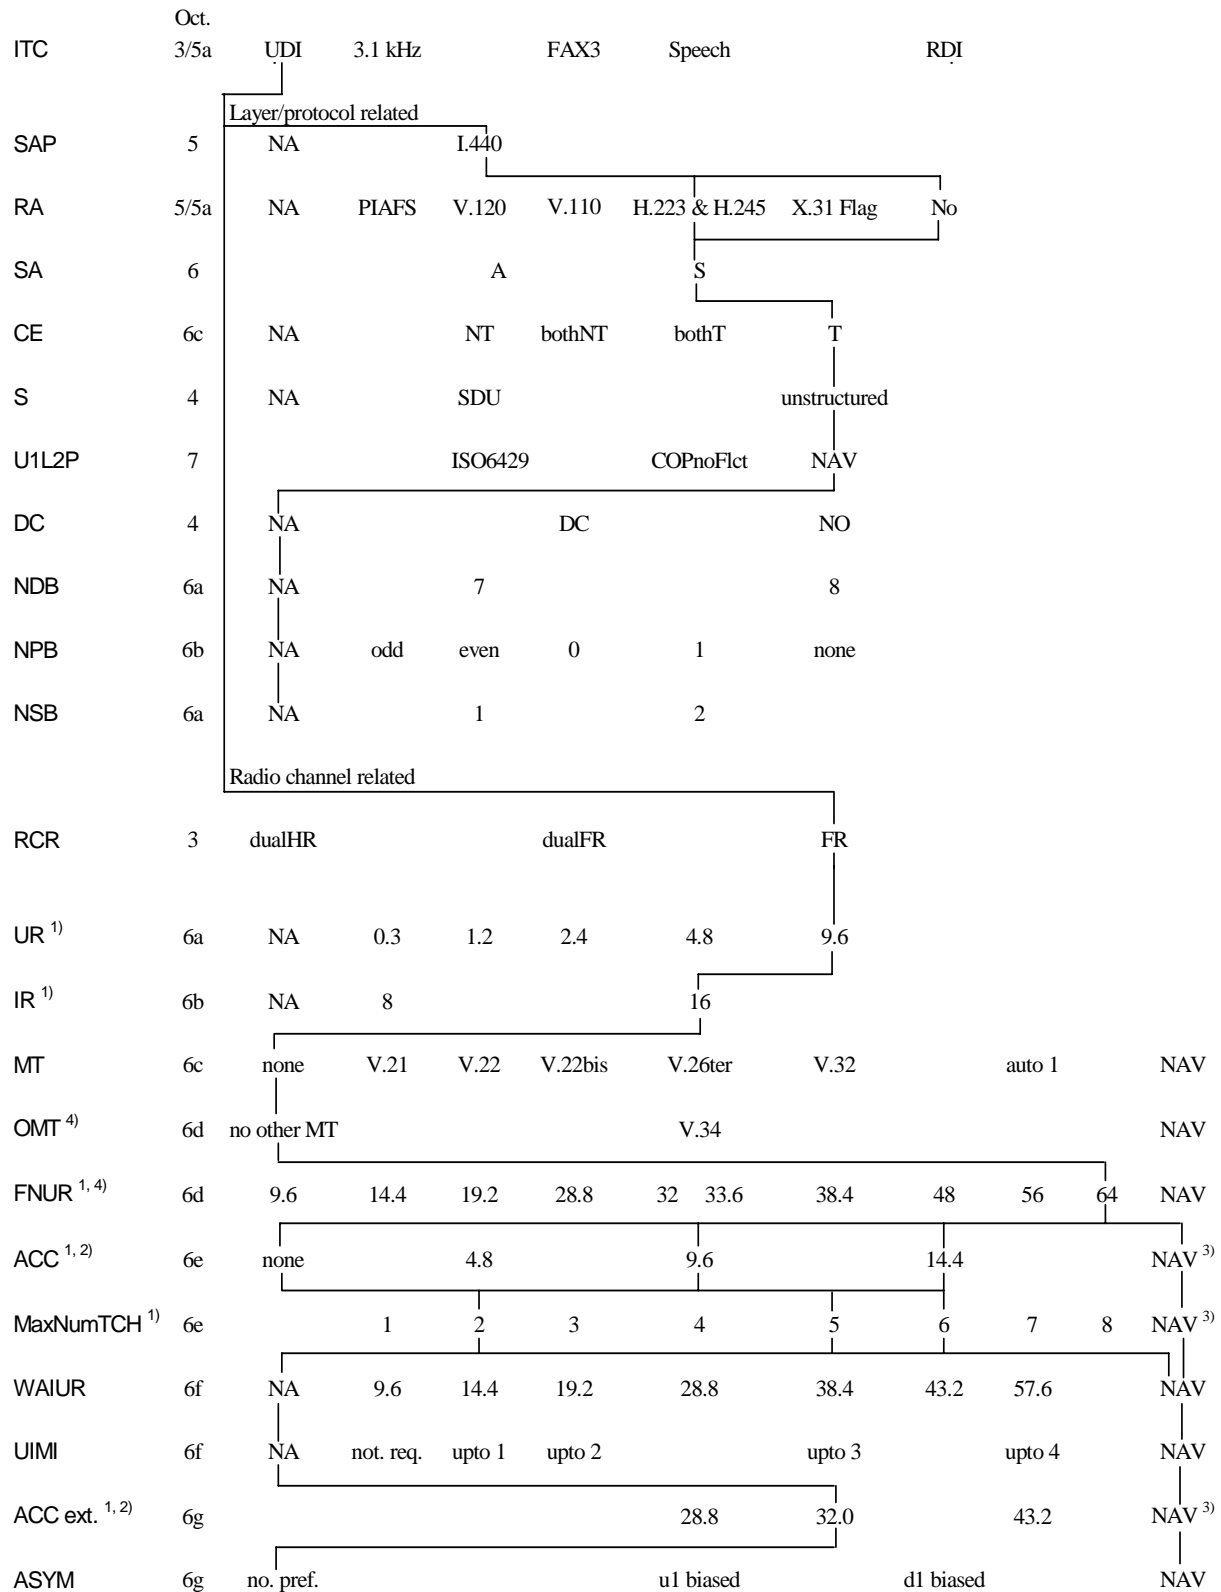 Oct.
ITC 3/5a UDI 3.1 kHz FAX3 Speech RDI
Layer/protocol related
SAP 5 NA I.440
RA 5/5a NA PIAFS V.120 V.110 H.223 & H.245 X.31 Flag No
SA 6 A S
CE 6c NA NT bothNT bothT T
S 4 NA SDU unstructured
U1L2P 7 ISO6429 COPnoFlct NAV
DC 4 NA DC NO
NDB 6a NA 7 8
NPB 6b NA odd even 0 1 none
NSB 6a NA 1 2
Radio channel related
RCR 3 dualHR dualFR FR
UR 1) 6a NA 0.3 1.2 2.4 4.8 9.6
IR 1) 6b NA 8 16
MT 6c none V.21 V.22 V.22bis V.26ter V.32 auto 1 NAV
OMT 4) 6d no other MT V.34 NAV
FNUR 1, 4) 6d 9.6 14.4 19.2 28.8 32 33.6 38.4 48 56 64 NAV
ACC 1, 2) 6e none 4.8 9.6 14.4 NAV 3)
MaxNumTCH 1) 6e 1 2 3 4 5 6 7 8 NAV 3)
WAIUR 6f NA 9.6 14.4 19.2 28.8 38.4 43.2 57.6 NAV
UIMI 6f NA not. req. upto 1 upto 2 upto 3 upto 4 NAV
ACC ext. 1, 2) 6g 28.8 32.0 43.2 NAV 3)
ASYM 6g no. pref. u1 biased d1 biased NAV